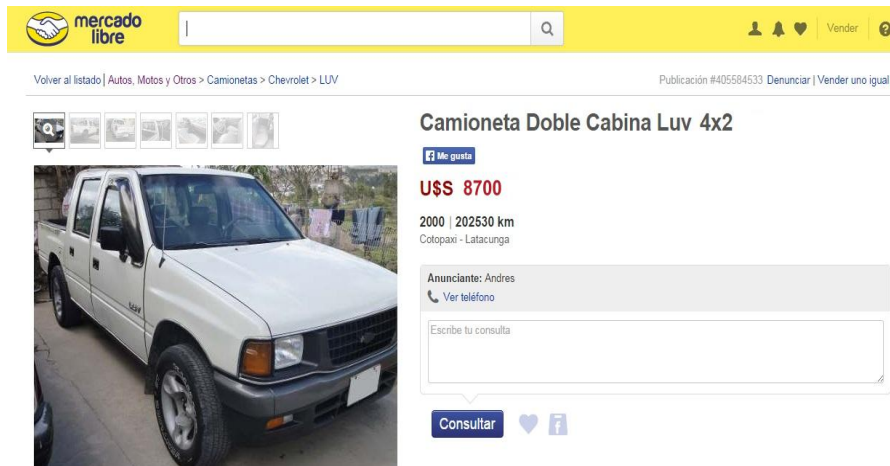 mercado
libre
Vender
Volver al listado | Autos, Motos y Otros > Camionetas > Chevrolet > LUV
Publicación #405584533 Denunciar | Vender uno igual
Camioneta Doble Cabina Luv 4x2
Me gusta
U$S 8700
2000 | 202530 km
Cotopaxi - Latacunga
Anunciante: Andres
Ver teléfono
Escribe tu consulta
Consultar